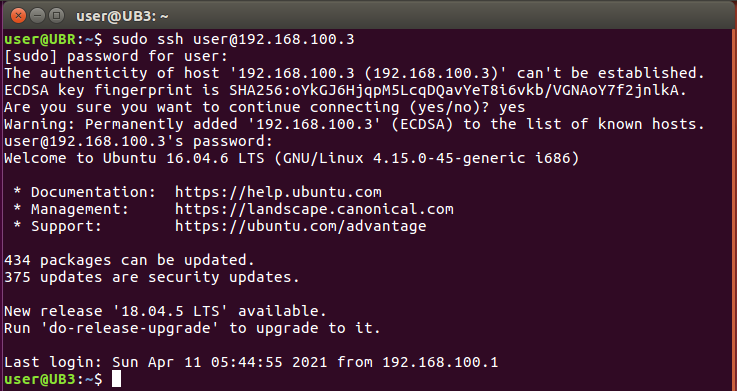 user@UB3: ~
user@UBR:~$ sudo ssh user@192.168.100.3
[sudo] password for user:
The authenticity of host '192.168.100.3 (192.168.100.3)' can't be established.
ECDSA key fingerprint is SHA256:oYkGJ6HjqpM5LcqDQavYeT8i6vkb/VGNAoY7f2jnlkA.
Are you sure you want to continue connecting (yes/no)? yes
Warning: Permanently added '192.168.100.3' (ECDSA) to the list of known hosts.
user@192.168.100.3's password:
Welcome to Ubuntu 16.04.6 LTS (GNU/Linux 4.15.0-45-generic i686)
* Documentation:  https://help.ubuntu.com
* Management:     https://landscape.canonical.com
* Support:        https://ubuntu.com/advantage
434 packages can be updated.
375 updates are security updates.
New release '18.04.5 LTS' available.
Run 'do-release-upgrade' to upgrade to it.
Last login: Sun Apr 11 05:44:55 2021 from 192.168.100.1
user@UB3:~$